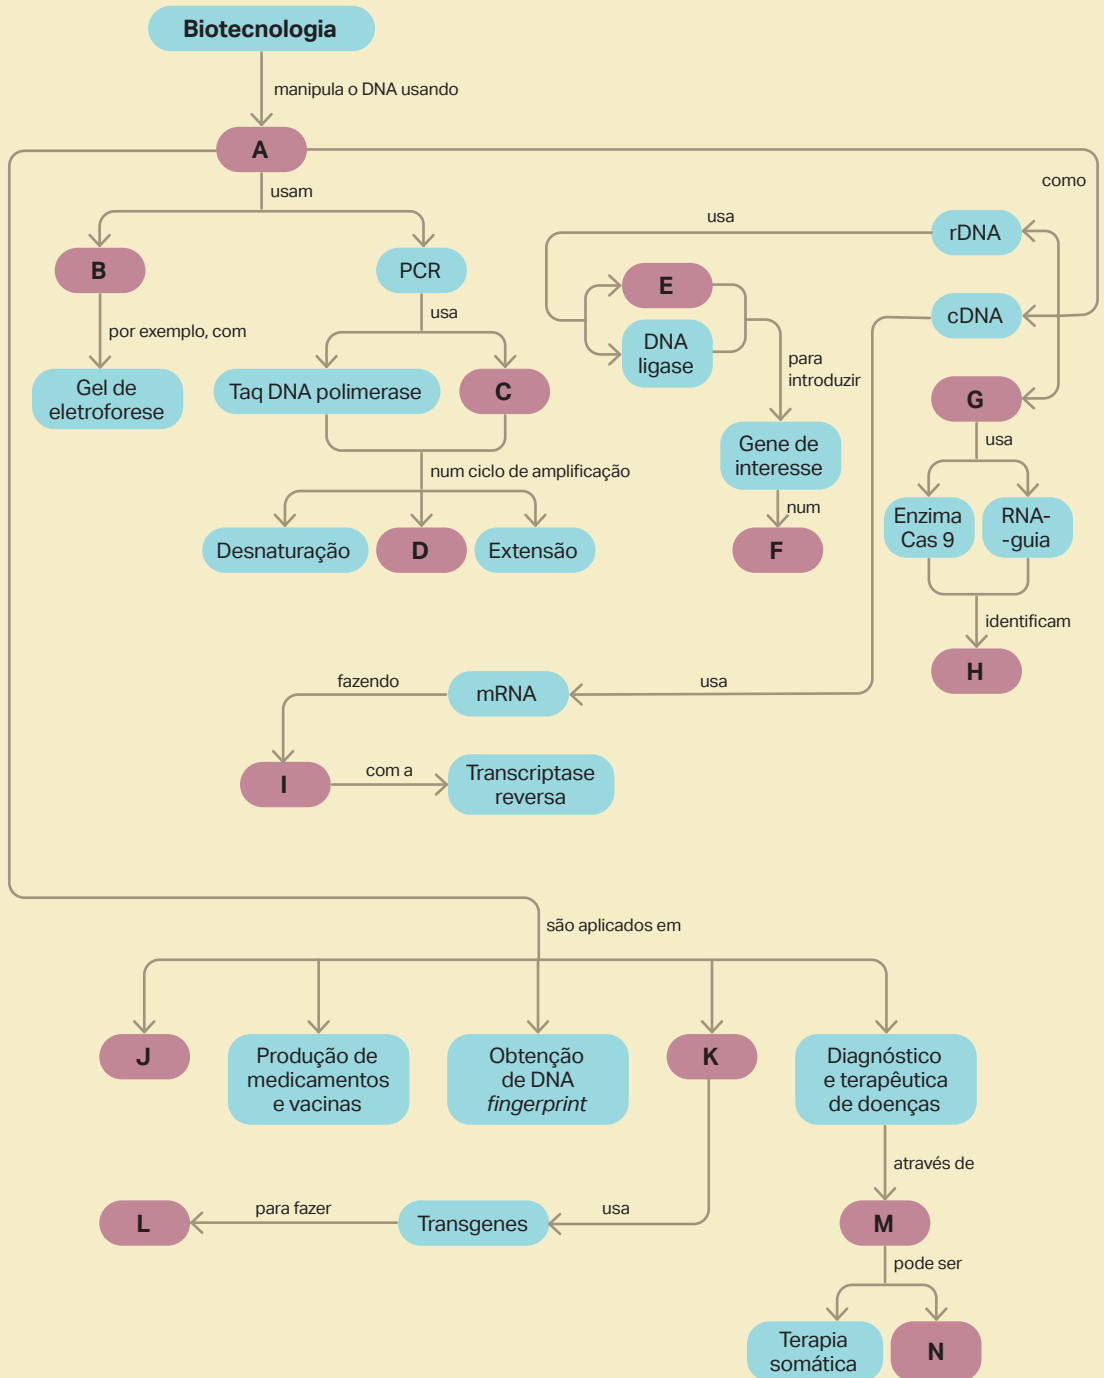 Biotecnologia
manipula o DNA usando
A
usam
como
B
PCR
por exemplo, com
usa
Gel de
eletroforese
Taq DNA polimerase
C
num ciclo de amplificação
Desnaturação
D
Extensão
usa
rDNA
E
DNA
ligase
cDNA
para
introduzir
Gene de
interesse
num
F
G
usa
Enzima
Cas 9
RNA-
-guia
identificam
H
usa
mRNA
fazendo
I
com a
Transcriptase
reversa
são aplicados em
J
Produção de
medicamentos
e vacinas
Obtenção
de DNA
fingerprint
K
Diagnóstico
e terapêutica
de doenças
através de
L
para fazer
Transgenes
usa
M
pode ser
Terapia
somática
N